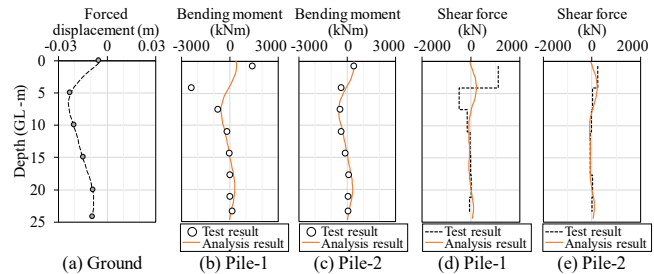 Forced
displacement (m)
-0.03 0 0.03
Depth (GL -m)
0
5
10
15
20
25
(a) Ground
Bending moment
(kNm)
-3000 0 3000
Test result
Analysis result
(b) Pile-1
Bending moment
(kNm)
-3000 0 3000
Test result
Analysis result
(c) Pile-2
Shear force
(kN)
-2000 0 2000
Test result
Analysis result
(d) Pile-1
Shear force
(kN)
-2000 0 2000
Test result
Analysis result
(e) Pile-2